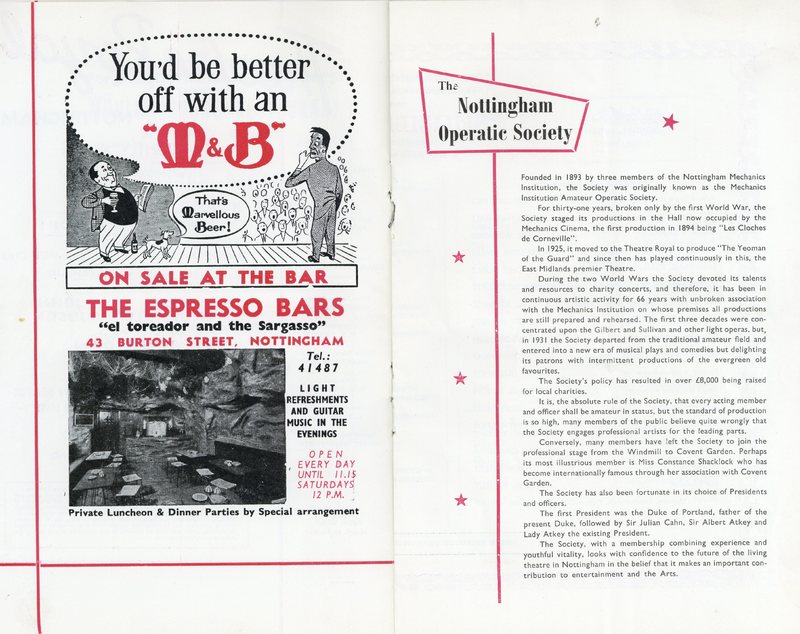 You'd be better
off with an
"M&B"
That's
Marvellous
Beer!
ON SALE AT THE BAR
THE ESPRESSO BARS
"el toreador and the Sargasso"
43 BURTON STREET, NOTTINGHAM
Tel.:
41487
LIGHT
REFRESHMENTS
AND GUITAR
MUSIC IN THE
EVENINGS
OPEN
EVERY DAY
UNTIL 11.15
SATURDAYS
12 P.M.
Private Luncheon & Dinner Parties by Special arrangement
The
Nottingham
Operatic Society
Founded in 1893 by three members of the Nottingham Mechanics
Institution, the Society was originally known as the Mechanics
Institution Amateur Operatic Society.
For thirty-one years, broken only by the first World War, the
Society staged its productions in the Hall now occupied by the
Mechanics Cinema, the first production in 1894 being "Les Cloches
de Corneville".
In 1925, it moved to the Theatre Royal to produce "The Yeoman
of the Guard" and since then has played continuously in this, the
East Midlands premier Theatre.
During the two World Wars the Society devoted its talents
and resources to charity concerts, and therefore, it has been in
continuous artistic activity for 66 years with unbroken association
with the Mechanics Institution on whose premises all productions
are still prepared and rehearsed. The first three decades were con-
centrated upon the Gilbert and Sullivan and other light operas, but,
in 1931 the Society departed from the traditional amateur field and
entered into a new era of musical plays and comedies but delighting
its patrons with intermittent productions of the evergreen old
favourites.
The Society's policy has resulted in over £8,000 being raised
for local charities.
It is, the absolute rule of the Society, that every acting member
and officer shall be amateur in status, but the standard of production
is so high, many members of the public believe quite wrongly that
the Society engages professional artists for the leading parts.
Conversely, many members have left the Society to join the
professional stage from the Windmill to Covent Garden. Perhaps
its most illustrious member is Miss Constance Shacklock who has
become internationally famous through her association with Covent
Garden.
The Society has also been fortunate in its choice of Presidents
and officers.
The first President was the Duke of Portland, father of the
present Duke, followed by Sir Julian Cahn, Sir Albert Atkey and
Lady Atkey the existing President.
The Society, with a membership combining experience and
youthful vitality, looks with confidence to the future of the living
theatre in Nottingham in the belief that it makes an important con-
tribution to entertainment and the Arts.